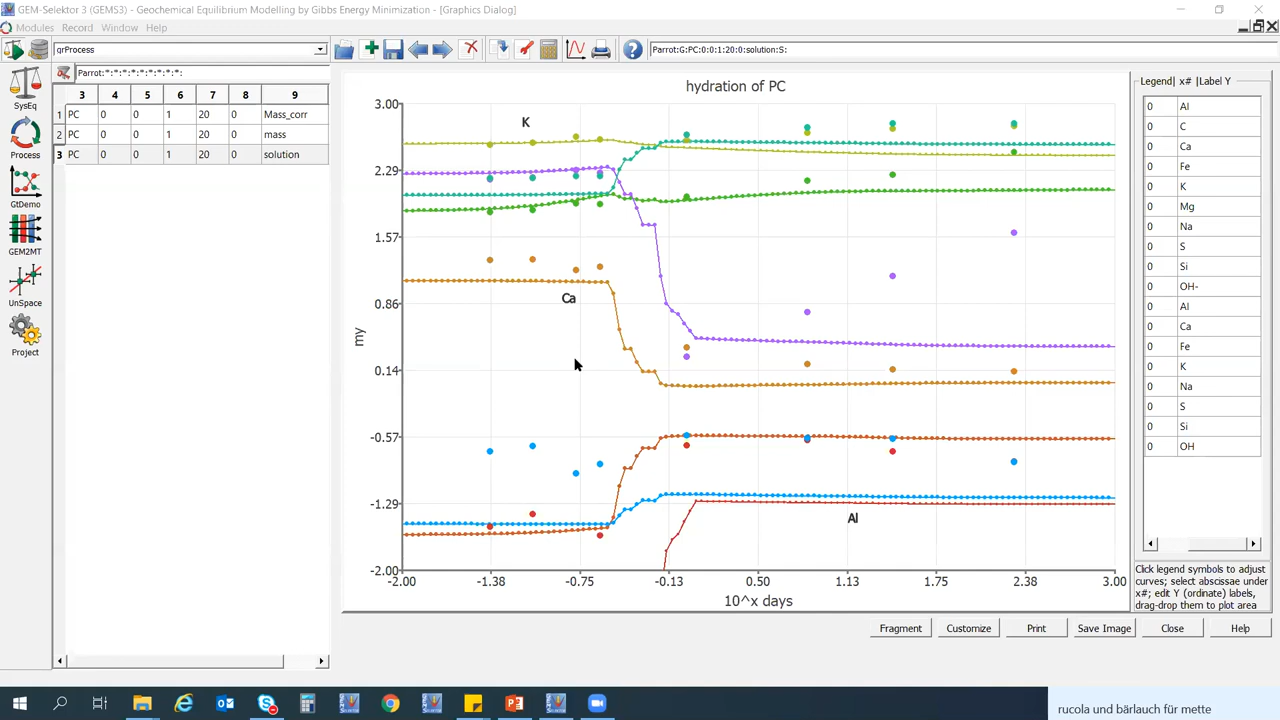 GEM-Selektor 3 (GEMS3) - Geochemical Equilibrium Modelling by Gibbs Energy Minimization - [Graphics Dialog]
Modules Record Window Help
qrProcess
Parrot:G:PC:0:0:1:20:0:solution:S:
Parrot:*:*:*:*:*:*:*:*:
3 4 5 6 7 8 9
1 PC 0 0 1 20 0 Mass_corr
2 PC 0 0 1 20 0 mass
3 PC 0 0 1 20 0 solution
SysEq
Process
GtDemo
GEM2MT
UnSpace
Project
hydration of PC
my
3.00
2.29
1.57
0.86
0.14
-0.57
-1.29
-2.00
K
Ca
Al
-2.00 -1.38 -0.75 -0.13 0.50 1.13 1.75 2.38 3.00
10^x days
Legend| x# |Label Y
0 Al
0 C
0 Ca
0 Fe
0 K
0 Mg
0 Na
0 S
0 Si
0 OH-
0 Al
0 Ca
0 Fe
0 K
0 Na
0 S
0 Si
0 OH
Click legend symbols to adjust
curves; select abscissae under
x#; edit Y (ordinate) labels,
drag-drop them to plot area
Fragment Customize Print Save Image Close Help
rucola und bärlauch für mette